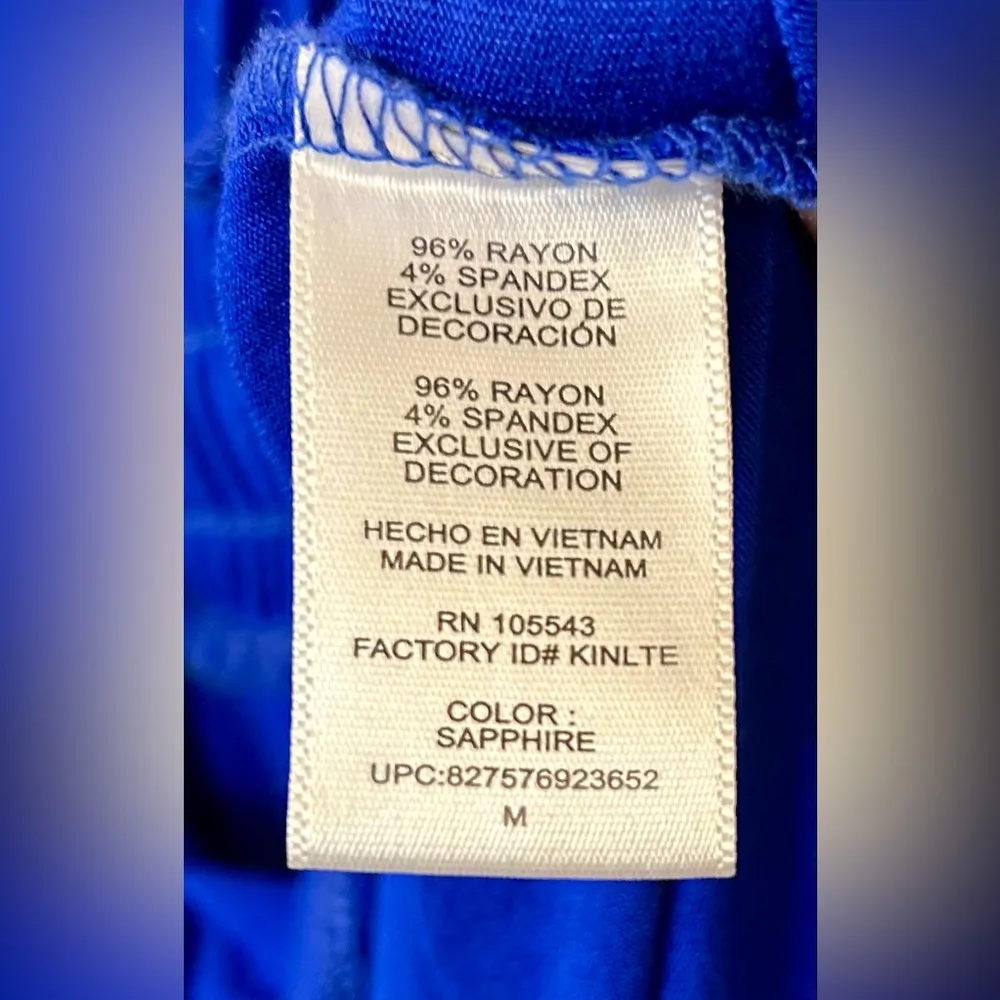 96% RAYON
4% SPANDEX
EXCLUSIVO DE
DECORACIÓN
96% RAYON
4% SPANDEX
EXCLUSIVE OF
DECORATION
HECHO EN VIETNAM
MADE IN VIETNAM
RN 105543
FACTORY ID# KINLTE
COLOR :
SAPPHIRE
UPC:827576923652
M